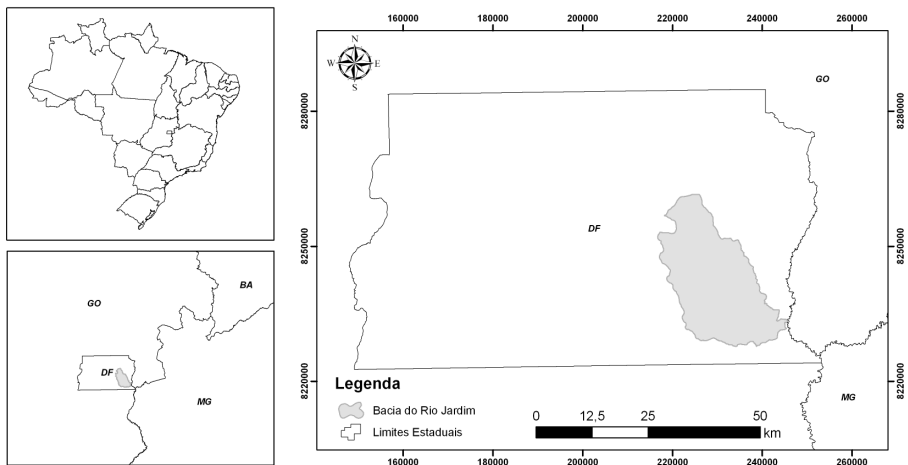 BA
GO
DF
MG
160000
180000
200000
220000
240000
260000
N
W
E
S
GO
8280000
8280000
DF
8250000
8250000
8220000
8220000
Legenda
Bacia do Rio Jardim
Limites Estaduais
0
12,5
25
50
km
MG
160000
180000
200000
220000
240000
260000